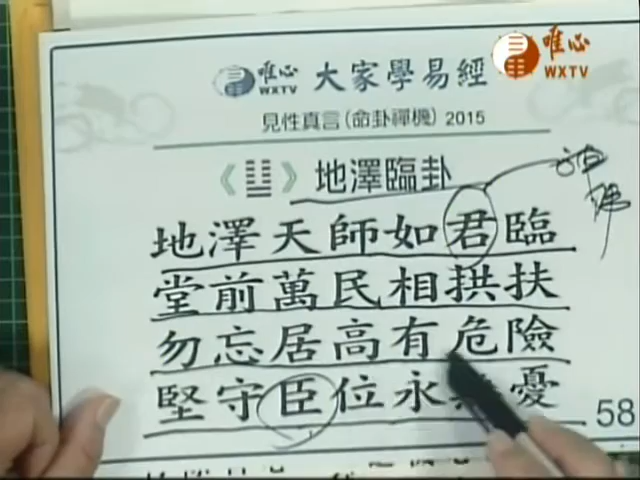 唯心 WXTV 大家學易經
唯心 WXTV
見性真言(命卦禪機) 2015
《䷒》地澤臨卦
地澤天師如君臨
堂前萬民相拱扶
勿忘居高有危險
堅守臣位永無憂
58